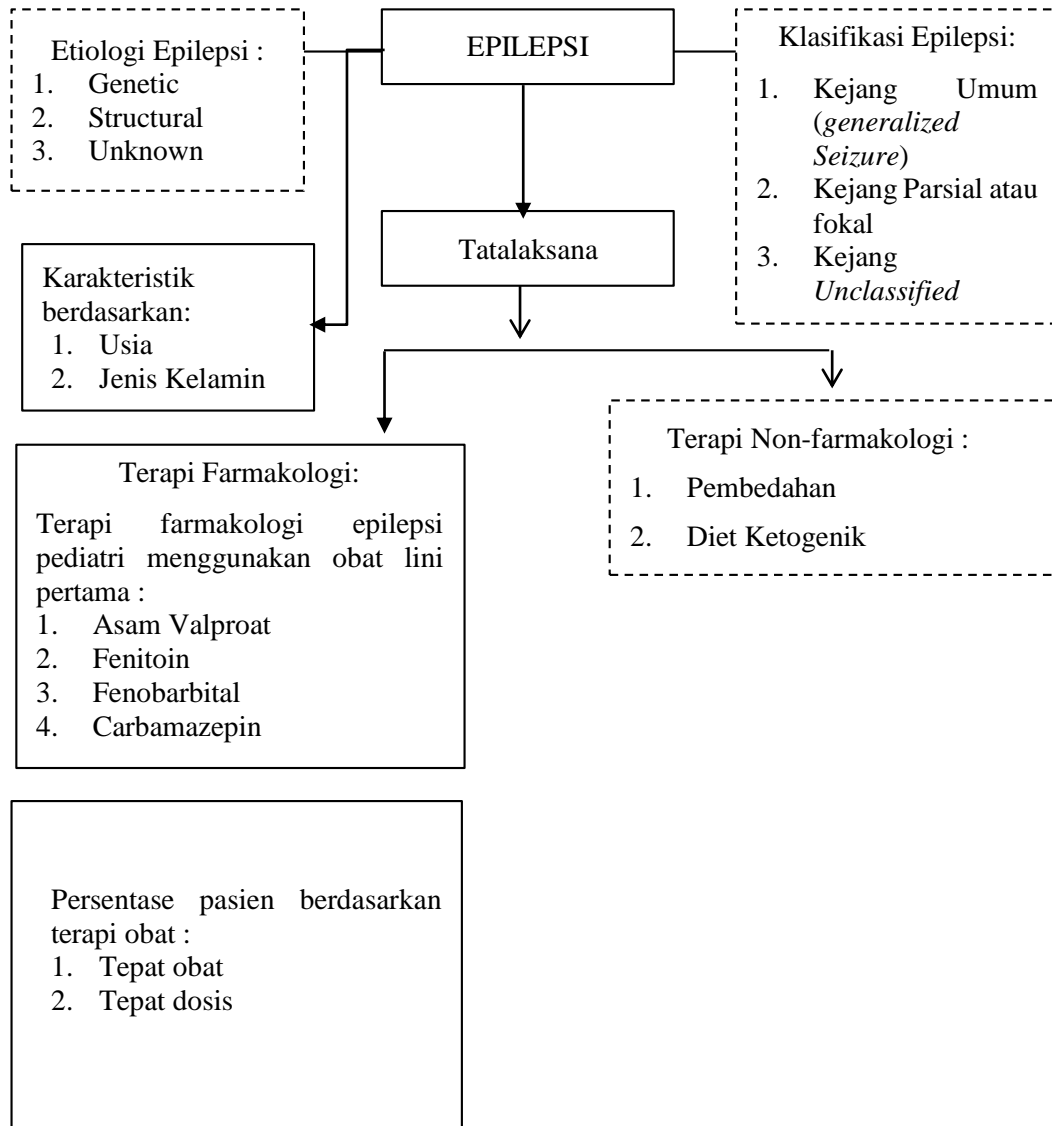 Etiologi Epilepsi :
1. Genetic
2. Structural
3. Unknown
EPILEPSI
Klasifikasi Epilepsi:
1. Kejang Umum
(generalized
Seizure)
2. Kejang Parsial atau
fokal
3. Kejang
Unclassified
Tatalaksana
Karakteristik
berdasarkan:
1. Usia
2. Jenis Kelamin
Terapi Farmakologi:
Terapi farmakologi epilepsi
pediatri menggunakan obat lini
pertama :
1. Asam Valproat
2. Fenitoin
3. Fenobarbital
4. Carbamazepin
Terapi Non-farmakologi :
1. Pembedahan
2. Diet Ketogenik
Persentase pasien berdasarkan
terapi obat :
1. Tepat obat
2. Tepat dosis